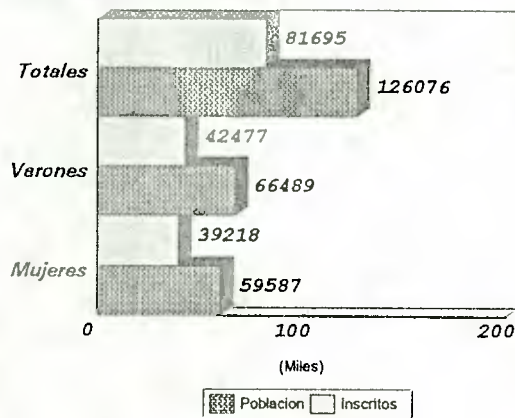 81695
Totales
126076
42477
Varones
66489
39218
Mujeres
59587
0 100 200
(Miles)
Poblacion Inscritos